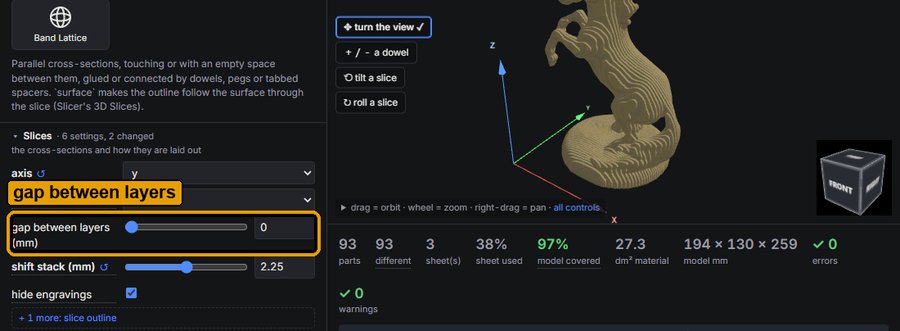 Band Lattice
Parallel cross-sections, touching or with an empty space
between them, glued or connected by dowels, pegs or tabbed
spacers. `surface` makes the outline follow the surface through
the slice (Slicer's 3D Slices).
▾ Slices · 6 settings, 2 changed
the cross-sections and how they are laid out
axis ↺ y
gap between layers
gap between layers
(mm)
0
shift stack (mm) ↺ 2.25
hide engravings
+ 1 more: slice outline
✥ turn the view ✓
+ / - a dowel
⟲ tilt a slice
↻ roll a slice
Z
Y
X
FRONT
RIGHT
▶ drag = orbit · wheel = zoom · right-drag = pan · all controls
93 93 3 38% 97% 27.3 194 × 130 × 259 ✓ 0
parts different sheet(s) sheet used model covered dm² material model mm errors
✓ 0
warnings